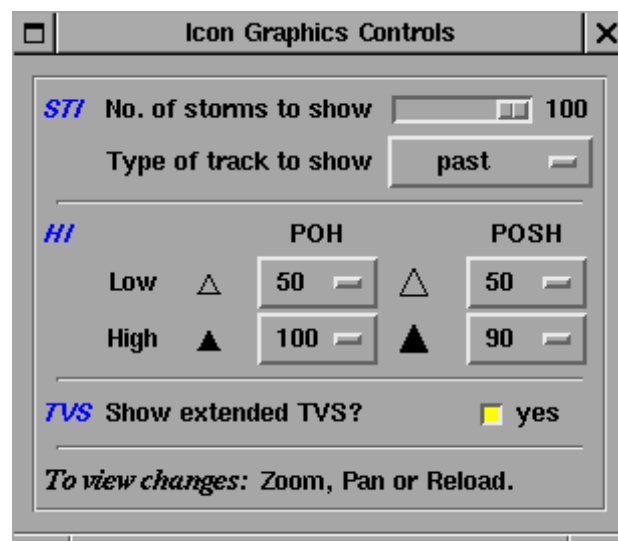 Icon Graphics Controls
STI No. of storms to show 100
Type of track to show past
HI POH POSH
Low 50 50
High 100 90
TVS Show extended TVS? yes
To view changes: Zoom, Pan or Reload.